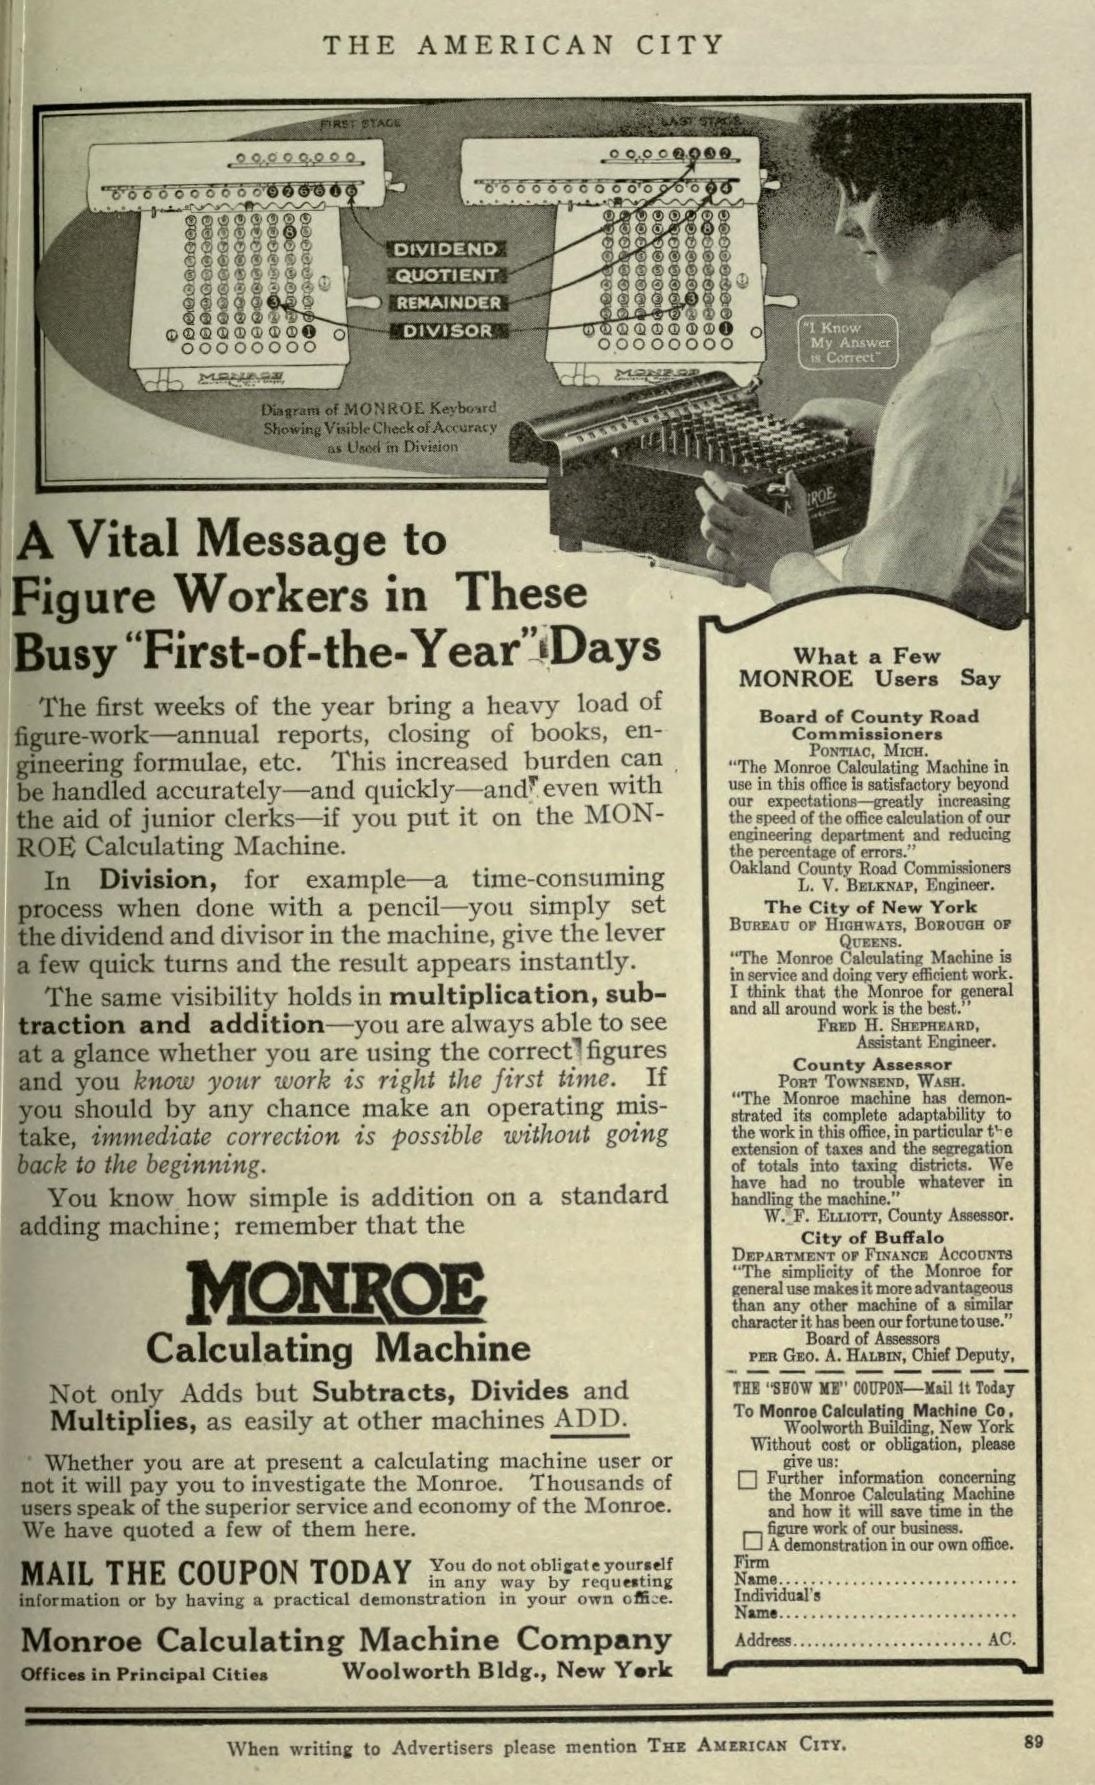 THE AMERICAN CITY
FIRST STAGE
LAST STAGE
DIVIDEND
QUOTIENT
REMAINDER
DIVISOR
"I Know
My Answer
is Correct"
MONROE
MONROE
Diagram of MONROE Keyboard
Showing Visible Check of Accuracy
as Used in Division
A Vital Message to
Figure Workers in These
Busy "First-of-the-Year" Days
The first weeks of the year bring a heavy load of
figure-work—annual reports, closing of books, en-
gineering formulae, etc. This increased burden can
be handled accurately—and quickly—and even with
the aid of junior clerks—if you put it on the MON-
ROE Calculating Machine.
In Division, for example—a time-consuming
process when done with a pencil—you simply set
the dividend and divisor in the machine, give the lever
a few quick turns and the result appears instantly.
The same visibility holds in multiplication, sub-
traction and addition—you are always able to see
at a glance whether you are using the correct figures
and you know your work is right the first time. If
you should by any chance make an operating mis-
take, immediate correction is possible without going
back to the beginning.
You know how simple is addition on a standard
adding machine; remember that the
MONROE
Calculating Machine
Not only Adds but Subtracts, Divides and
Multiplies, as easily at other machines ADD.
Whether you are at present a calculating machine user or
not it will pay you to investigate the Monroe. Thousands of
users speak of the superior service and economy of the Monroe.
We have quoted a few of them here.
MAIL THE COUPON TODAY You do not obligate yourself
in any way by requesting
information or by having a practical demonstration in your own office.
Monroe Calculating Machine Company
Offices in Principal Cities Woolworth Bldg., New York
What a Few
MONROE Users Say
Board of County Road
Commissioners
PONTIAC, MICH.
"The Monroe Calculating Machine in
use in this office is satisfactory beyond
our expectations—greatly increasing
the speed of the office calculation of our
engineering department and reducing
the percentage of errors."
Oakland County Road Commissioners
L. V. BELKNAP, Engineer.
The City of New York
BUREAU OF HIGHWAYS, BOROUGH OF
QUEENS.
"The Monroe Calculating Machine is
in service and doing very efficient work.
I think that the Monroe for general
and all around work is the best."
FRED H. SHEPHEARD,
Assistant Engineer.
County Assessor
PORT TOWNSEND, WASH.
"The Monroe machine has demon-
strated its complete adaptability to
the work in this office, in particular the
extension of taxes and the segregation
of totals into taxing districts. We
have had no trouble whatever in
handling the machine."
W. F. ELLIOTT, County Assessor.
City of Buffalo
DEPARTMENT OF FINANCE ACCOUNTS
"The simplicity of the Monroe for
general use makes it more advantageous
than any other machine of a similar
character it has been our fortune to use."
Board of Assessors
PER GEO. A. HALBIN, Chief Deputy,
THE "SHOW ME" COUPON—Mail It Today
To Monroe Calculating Machine Co,
Woolworth Building, New York
Without cost or obligation, please
give us:
☐ Further information concerning
the Monroe Calculating Machine
and how it will save time in the
figure work of our business.
☐ A demonstration in our own office.
Firm
Name..............................
Individual's
Name..............................
Address........................ AC.
When writing to Advertisers please mention THE AMERICAN CITY.
89